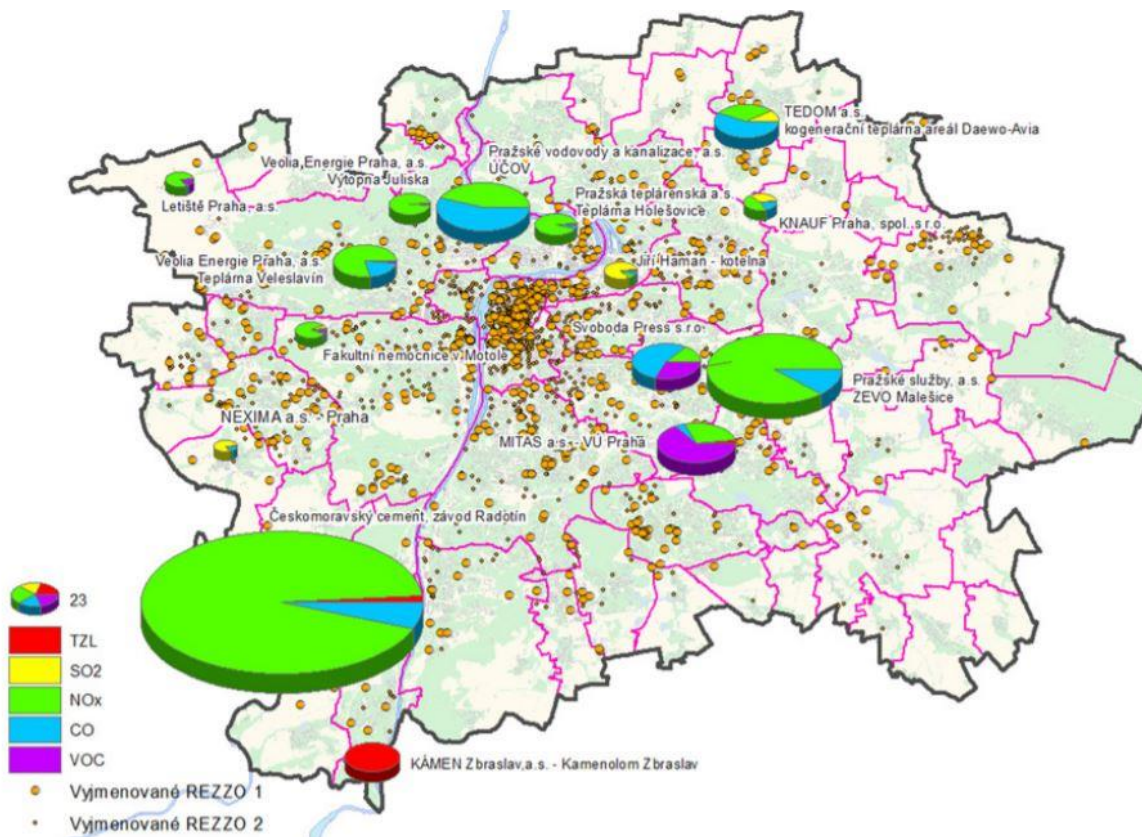 TEDOM a.s.
kogenerační teplárna areál Daewo-Avia
Veolia Energie Praha, a.s.
Výtopna Juliska
Pražské vodovody a kanalizace, a.s.
ÚČOV
Letiště Praha, a.s.
Pražská teplárenská a.s.
Teplárna Holešovice
KNAUF Praha, spol. s r.o.
Veolia Energie Praha, a.s.
Teplárna Veleslavín
Jiří Haman - kotelna
Svoboda Press s.r.o.
Fakultní nemocnice v Motole
Pražské služby, a.s.
ZEVO Malešice
NEXIMA a.s. - Praha
MITAS a.s. - VU Praha
Českomoravský cement, závod Radotín
23
TZL
SO2
NOx
CO
VOC
KÁMEN Zbraslav,a.s. - Kamenolom Zbraslav
Vyjmenované REZZO 1
Vyjmenované REZZO 2